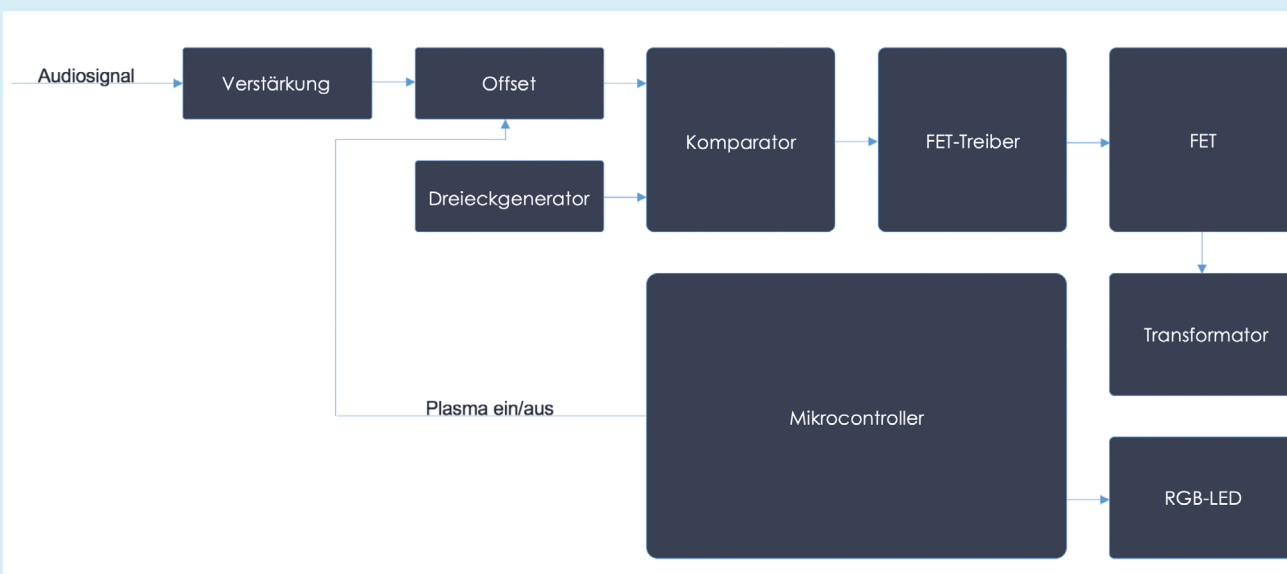 Audiosignal
Verstärkung
Offset
Komparator
FET-Treiber
FET
Dreieckgenerator
Transformator
Plasma ein/aus
Mikrocontroller
RGB-LED